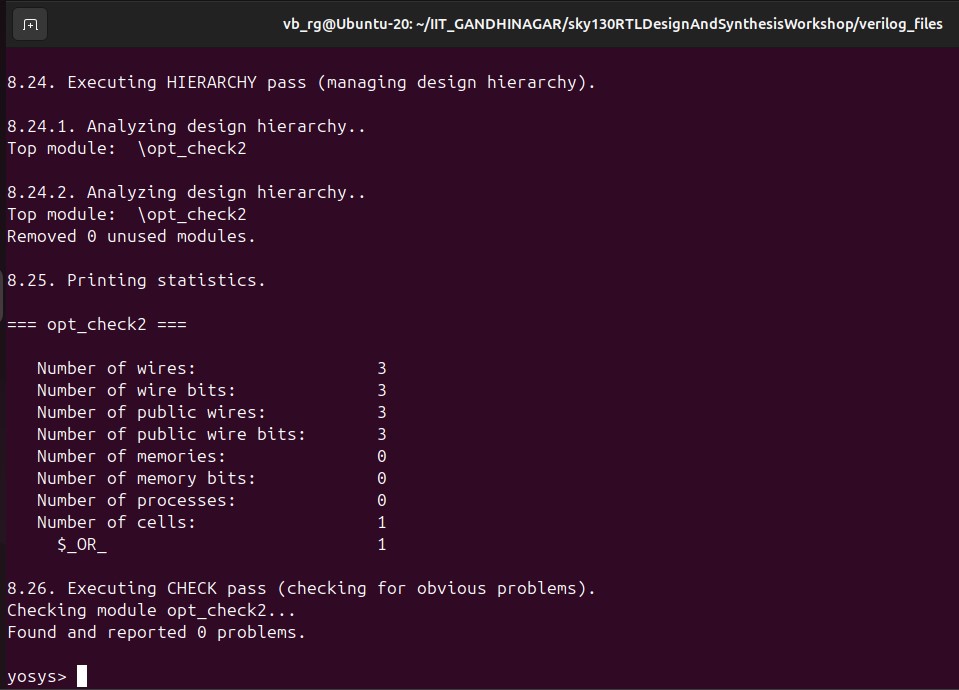 vb_rg@Ubuntu-20: ~/IIT_GANDHINAGAR/sky130RTLDesignAndSynthesisWorkshop/verilog_files
8.24. Executing HIERARCHY pass (managing design hierarchy).
8.24.1. Analyzing design hierarchy..
Top module:  \opt_check2
8.24.2. Analyzing design hierarchy..
Top module:  \opt_check2
Removed 0 unused modules.
8.25. Printing statistics.
=== opt_check2 ===
Number of wires: 3
Number of wire bits: 3
Number of public wires: 3
Number of public wire bits: 3
Number of memories: 0
Number of memory bits: 0
Number of processes: 0
Number of cells: 1
$_OR_ 1
8.26. Executing CHECK pass (checking for obvious problems).
Checking module opt_check2...
Found and reported 0 problems.
yosys>